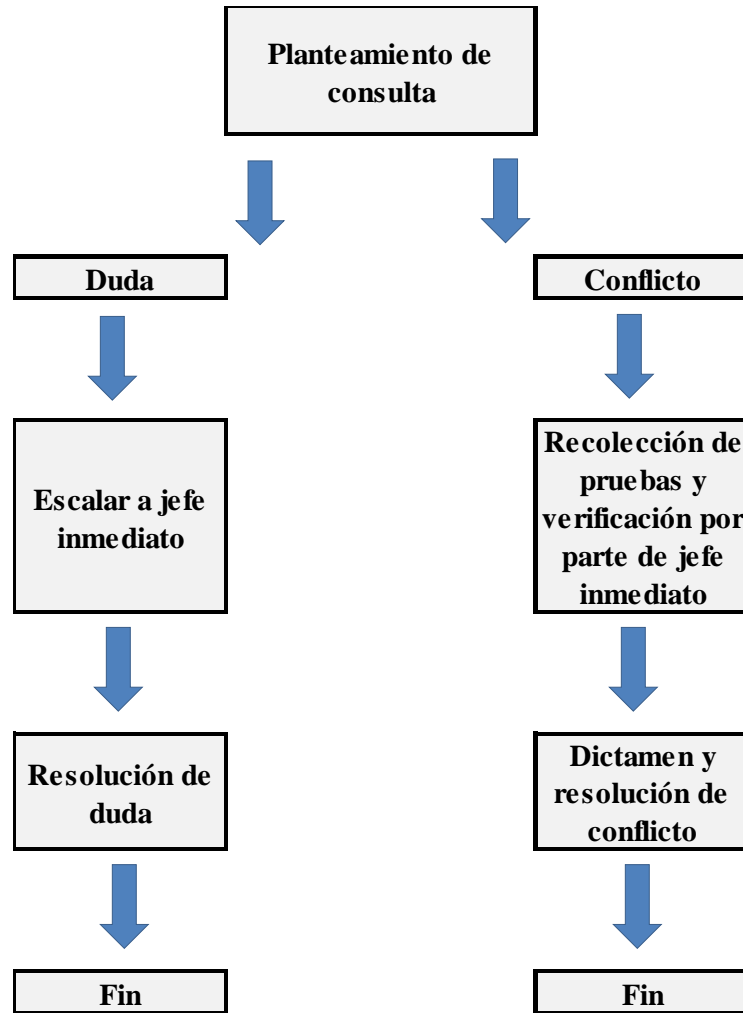 Planteamiento de
consulta
Duda
Conflicto
Escalar a jefe
inmediato
Recolección de
pruebas y
verificación por
parte de jefe
inmediato
Resolución de
duda
Dictamen y
resolución de
conflicto
Fin
Fin